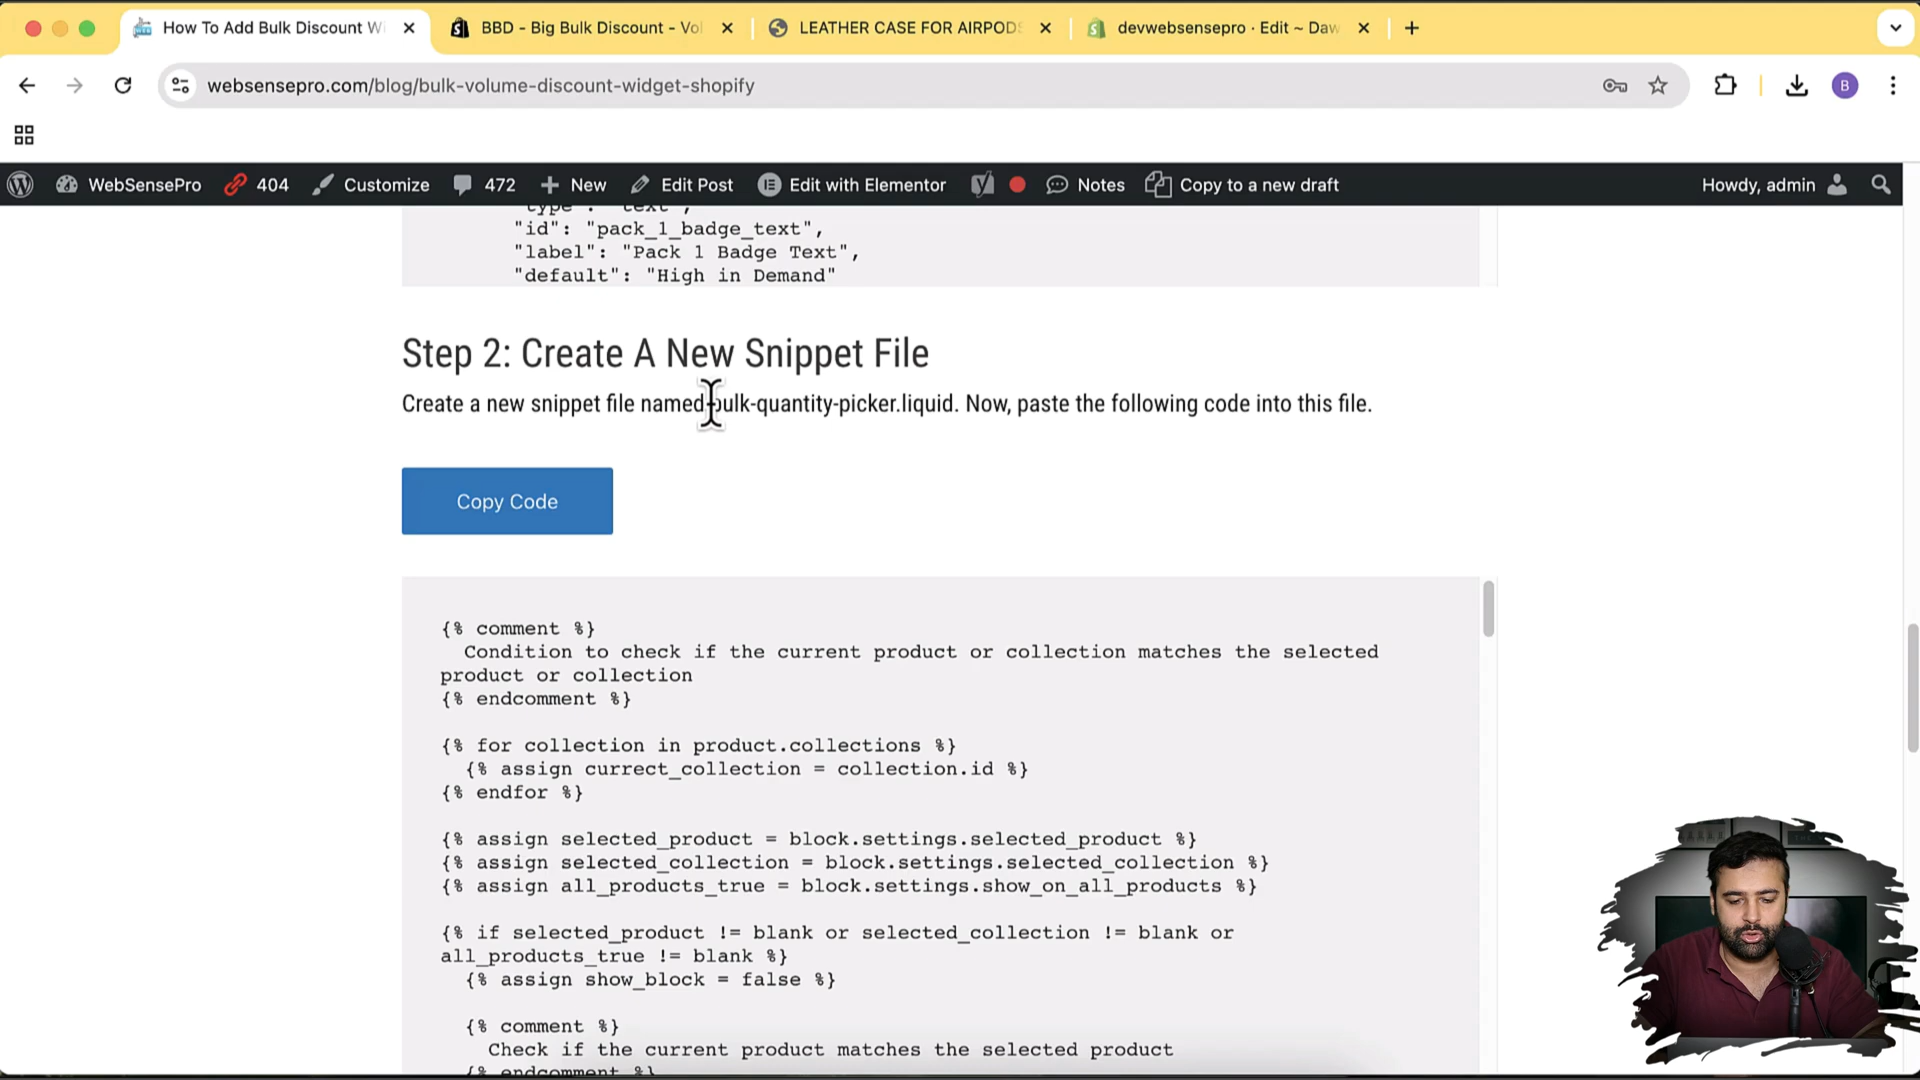 How To Add Bulk Discount Wi
BBD - Big Bulk Discount - Vol
LEATHER CASE FOR AIRPODS
devwebsensepro · Edit ~ Daw
websensepro.com/blog/bulk-volume-discount-widget-shopify
B
WebSensePro
404
Customize
472
New
Edit Post
Edit with Elementor
Notes
Copy to a new draft
Howdy, admin
"type": "text",
"id": "pack_1_badge_text",
"label": "Pack 1 Badge Text",
"default": "High in Demand"
Step 2: Create A New Snippet File
Create a new snippet file named bulk-quantity-picker.liquid. Now, paste the following code into this file.
Copy Code
{% comment %}
Condition to check if the current product or collection matches the selected
product or collection
{% endcomment %}
{% for collection in product.collections %}
{% assign currect_collection = collection.id %}
{% endfor %}
{% assign selected_product = block.settings.selected_product %}
{% assign selected_collection = block.settings.selected_collection %}
{% assign all_products_true = block.settings.show_on_all_products %}
{% if selected_product != blank or selected_collection != blank or
all_products_true != blank %}
{% assign show_block = false %}
{% comment %}
Check if the current product matches the selected product
{% endcomment %}